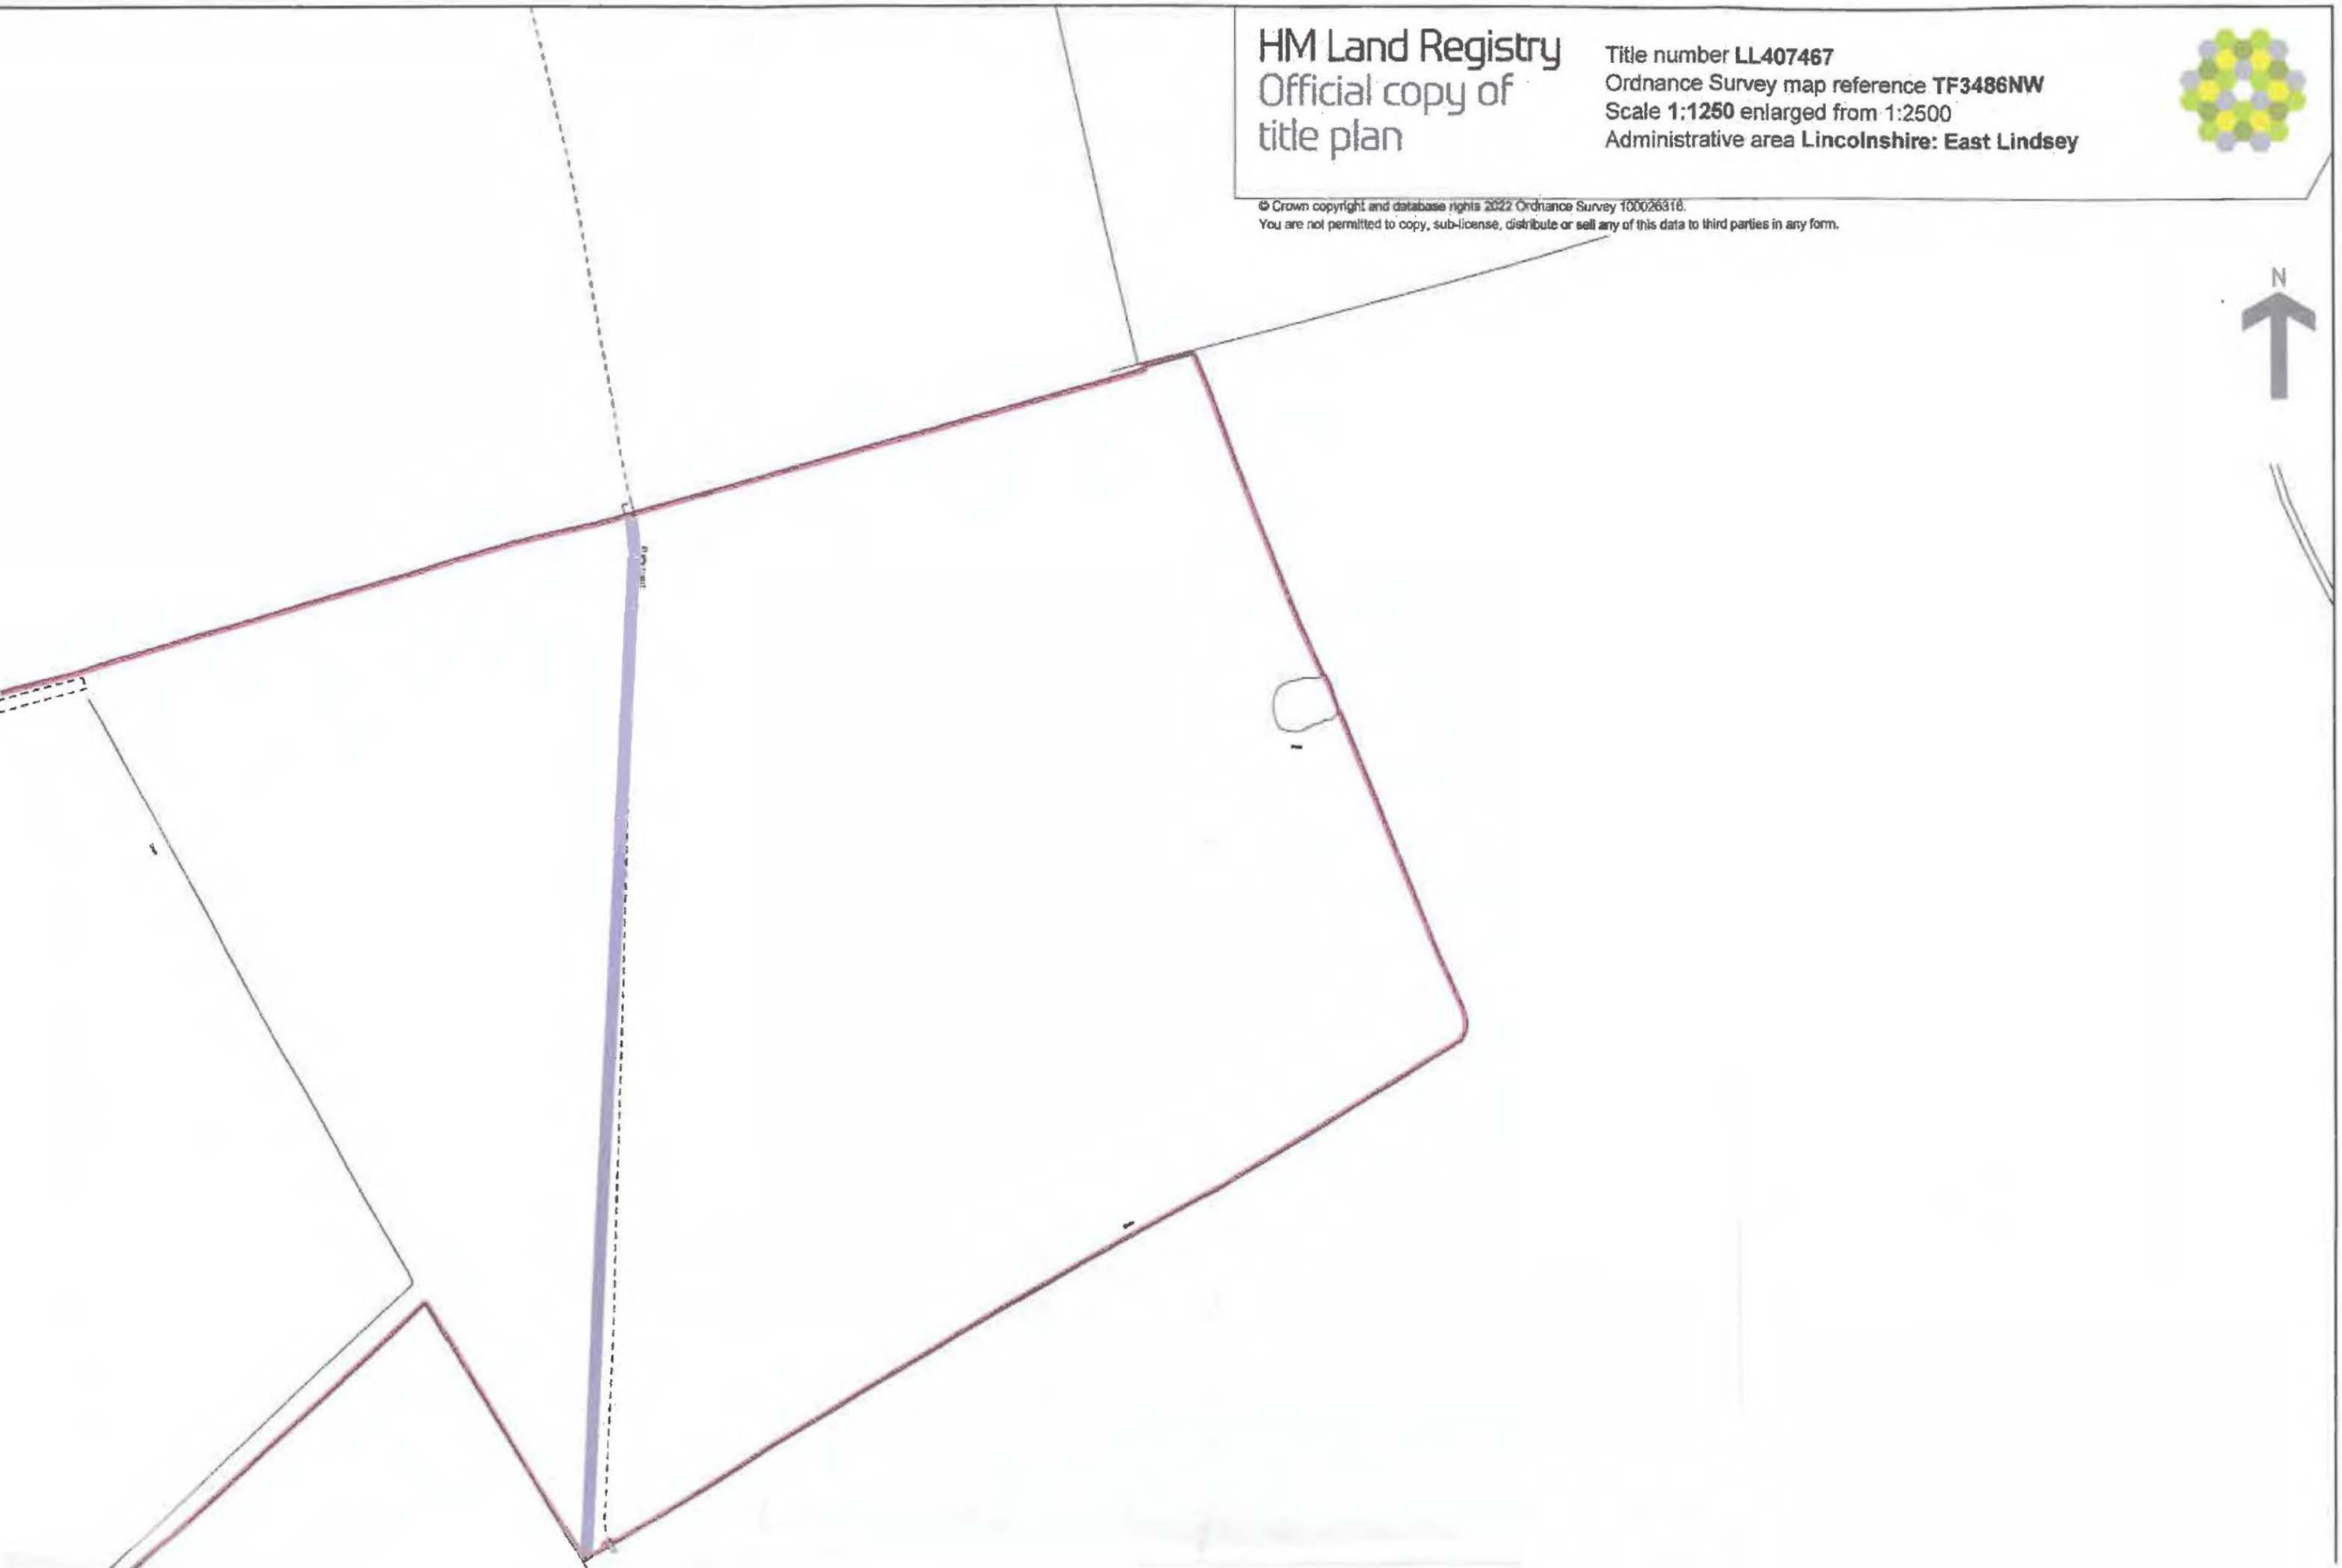 HM Land Registry
Official copy of
title plan
Title number LL407467
Ordnance Survey map reference TF3486NW
Scale 1:1250 enlarged from 1:2500
Administrative area Lincolnshire: East Lindsey
© Crown copyright and database rights 2022 Ordnance Survey 100026316.
You are not permitted to copy, sub-license, distribute or sell any of this data to third parties in any form.
N